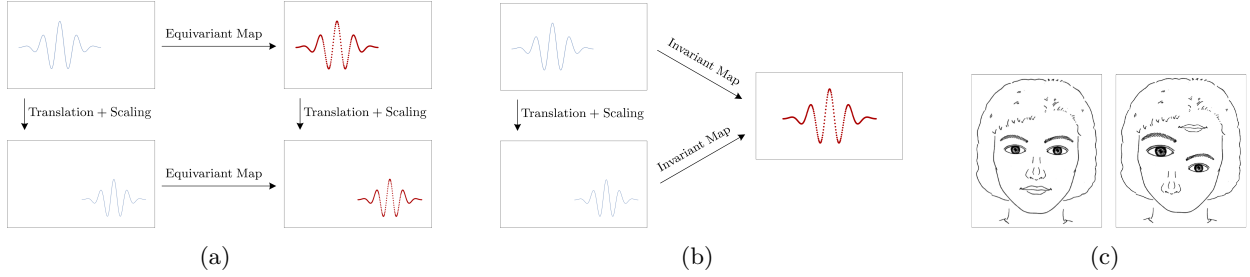 Equivariant Map
Translation + Scaling
Translation + Scaling
Equivariant Map
(a)
Invariant Map
Translation + Scaling
Invariant Map
(b)
(c)